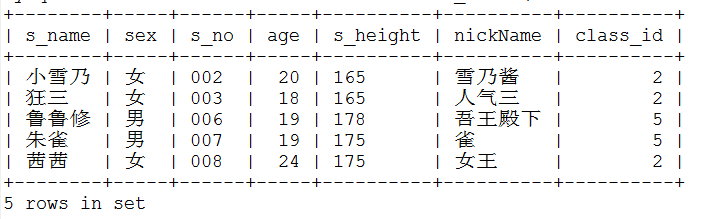 +--------+-----+------+-----+----------+----------+----------+
| s_name | sex | s_no | age | s_height | nickName | class_id |
+--------+-----+------+-----+----------+----------+----------+
| 小雪乃 | 女 | 002 | 20 | 165 | 雪乃酱 | 2 |
| 狂三 | 女 | 003 | 18 | 165 | 人气三 | 2 |
| 鲁鲁修 | 男 | 006 | 19 | 178 | 吾王殿下 | 5 |
| 朱雀 | 男 | 007 | 19 | 175 | 雀 | 5 |
| 茜茜 | 女 | 008 | 24 | 175 | 女王 | 2 |
+--------+-----+------+-----+----------+----------+----------+
5 rows in set